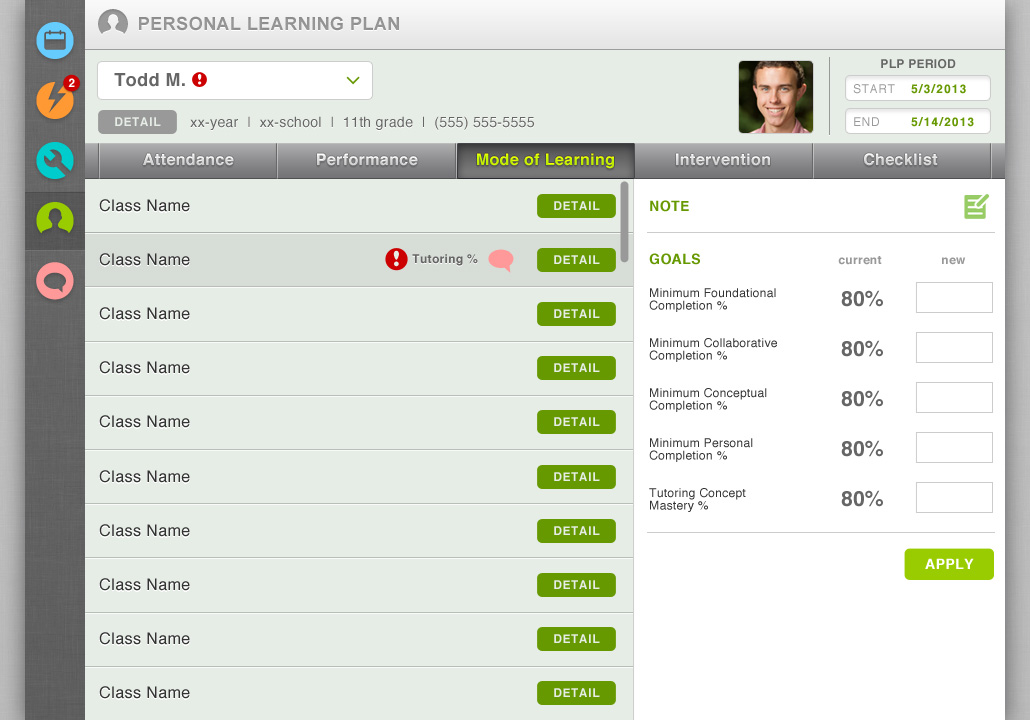 PERSONAL LEARNING PLAN
2
Todd M.
PLP PERIOD
START 5/3/2013
END 5/14/2013
DETAIL xx-year | xx-school | 11th grade | (555) 555-5555
Attendance Performance Mode of Learning Intervention Checklist
Class Name DETAIL
Class Name Tutoring % DETAIL
Class Name DETAIL
Class Name DETAIL
Class Name DETAIL
Class Name DETAIL
Class Name DETAIL
Class Name DETAIL
Class Name DETAIL
Class Name DETAIL
NOTE
GOALS current new
Minimum Foundational
Completion % 80%
Minimum Collaborative
Completion % 80%
Minimum Conceptual
Completion % 80%
Minimum Personal
Completion % 80%
Tutoring Concept
Mastery % 80%
APPLY